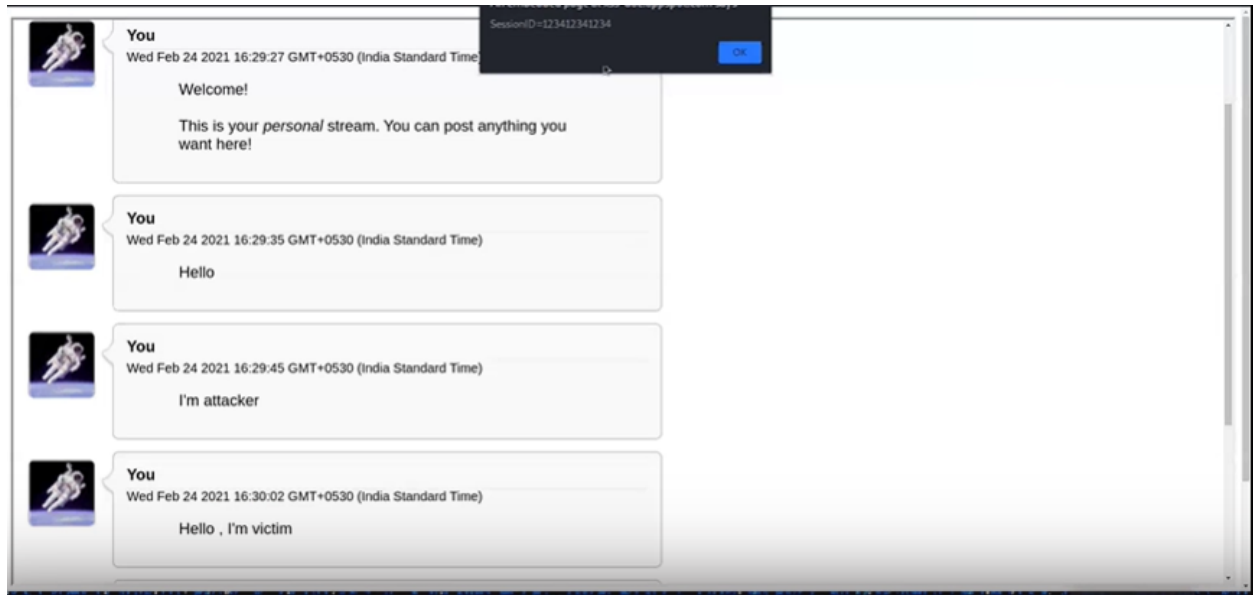 SessionID=123412341234
OK
You
Wed Feb 24 2021 16:29:27 GMT+0530 (India Standard Time)
Welcome!
This is your personal stream. You can post anything you
want here!
You
Wed Feb 24 2021 16:29:35 GMT+0530 (India Standard Time)
Hello
You
Wed Feb 24 2021 16:29:45 GMT+0530 (India Standard Time)
I'm attacker
You
Wed Feb 24 2021 16:30:02 GMT+0530 (India Standard Time)
Hello , I'm victim